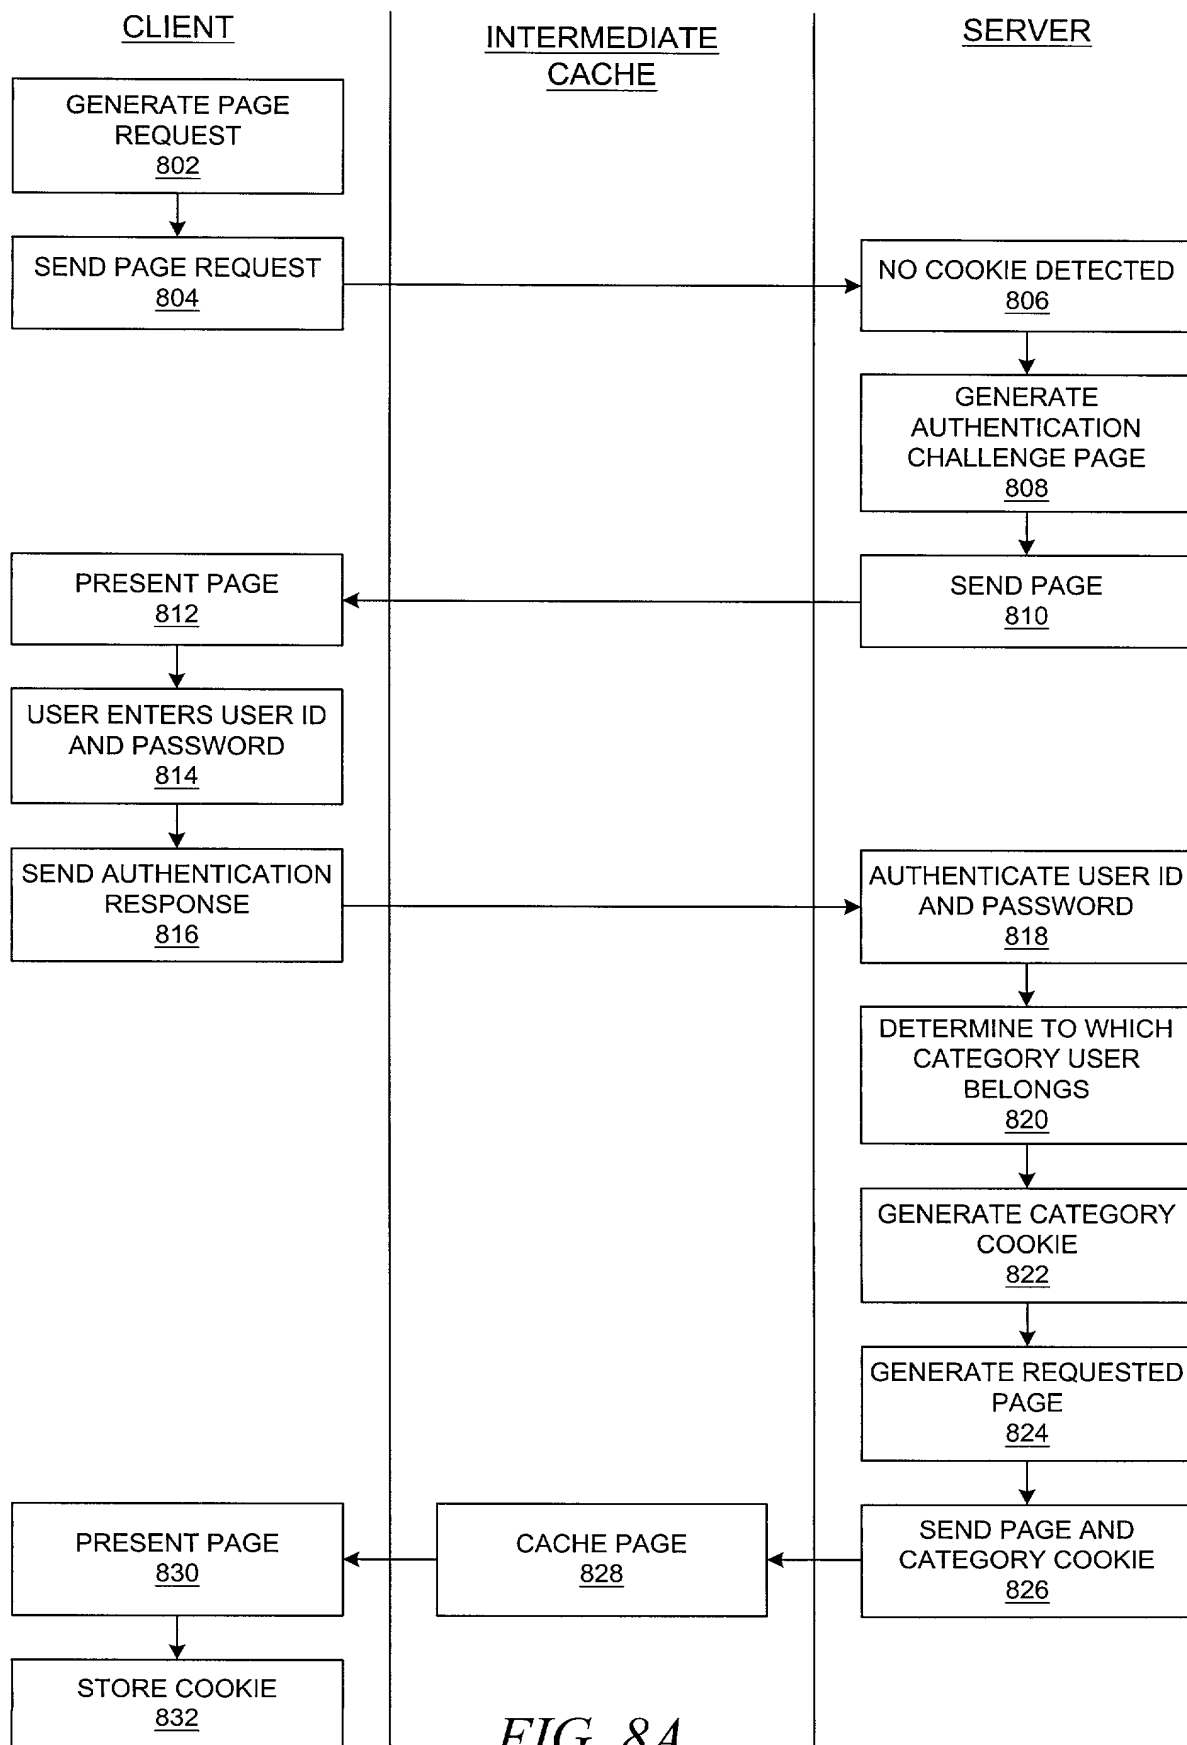 CLIENT
INTERMEDIATE
CACHE
SERVER
GENERATE PAGE
REQUEST
802
SEND PAGE REQUEST
804
NO COOKIE DETECTED
806
GENERATE
AUTHENTICATION
CHALLENGE PAGE
808
SEND PAGE
810
PRESENT PAGE
812
USER ENTERS USER ID
AND PASSWORD
814
SEND AUTHENTICATION
RESPONSE
816
AUTHENTICATE USER ID
AND PASSWORD
818
DETERMINE TO WHICH
CATEGORY USER
BELONGS
820
GENERATE CATEGORY
COOKIE
822
GENERATE REQUESTED
PAGE
824
SEND PAGE AND
CATEGORY COOKIE
826
CACHE PAGE
828
PRESENT PAGE
830
STORE COOKIE
832
FIG. 8A